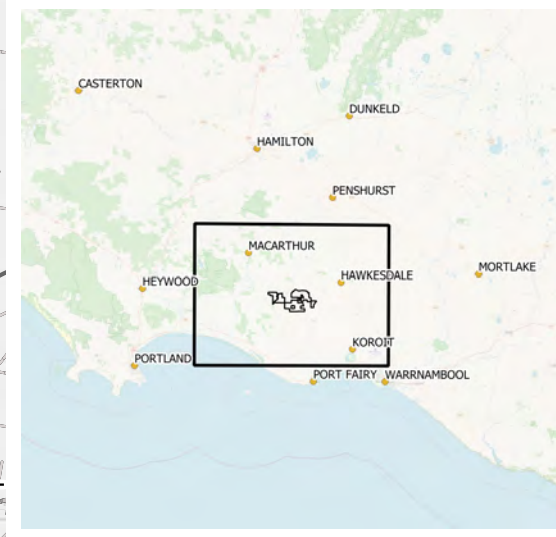 CASTERTON
DUNKELD
HAMILTON
PENSHURST
MACARTHUR
HEYWOOD
HAWKESDALE
MORTLAKE
KOROIT
PORTLAND
PORT FAIRY
WARRNAMBOOL